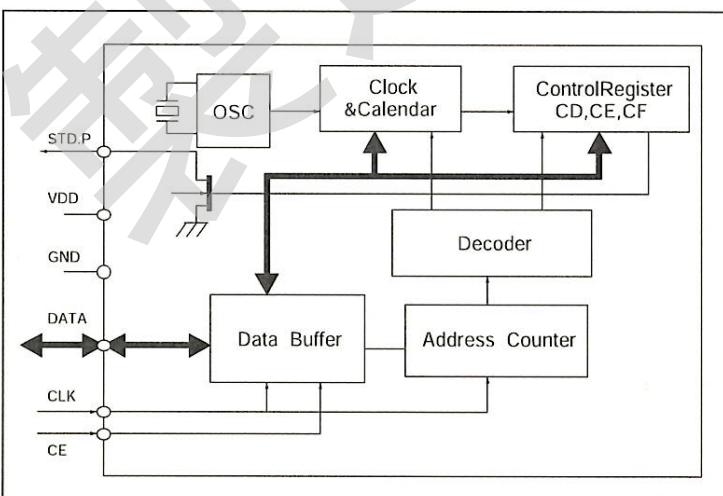 OSC
Clock
&Calendar
ControlRegister
CD,CE,CF
STD.P
VDD
GND
DATA
CLK
CE
Decoder
Data Buffer
Address Counter